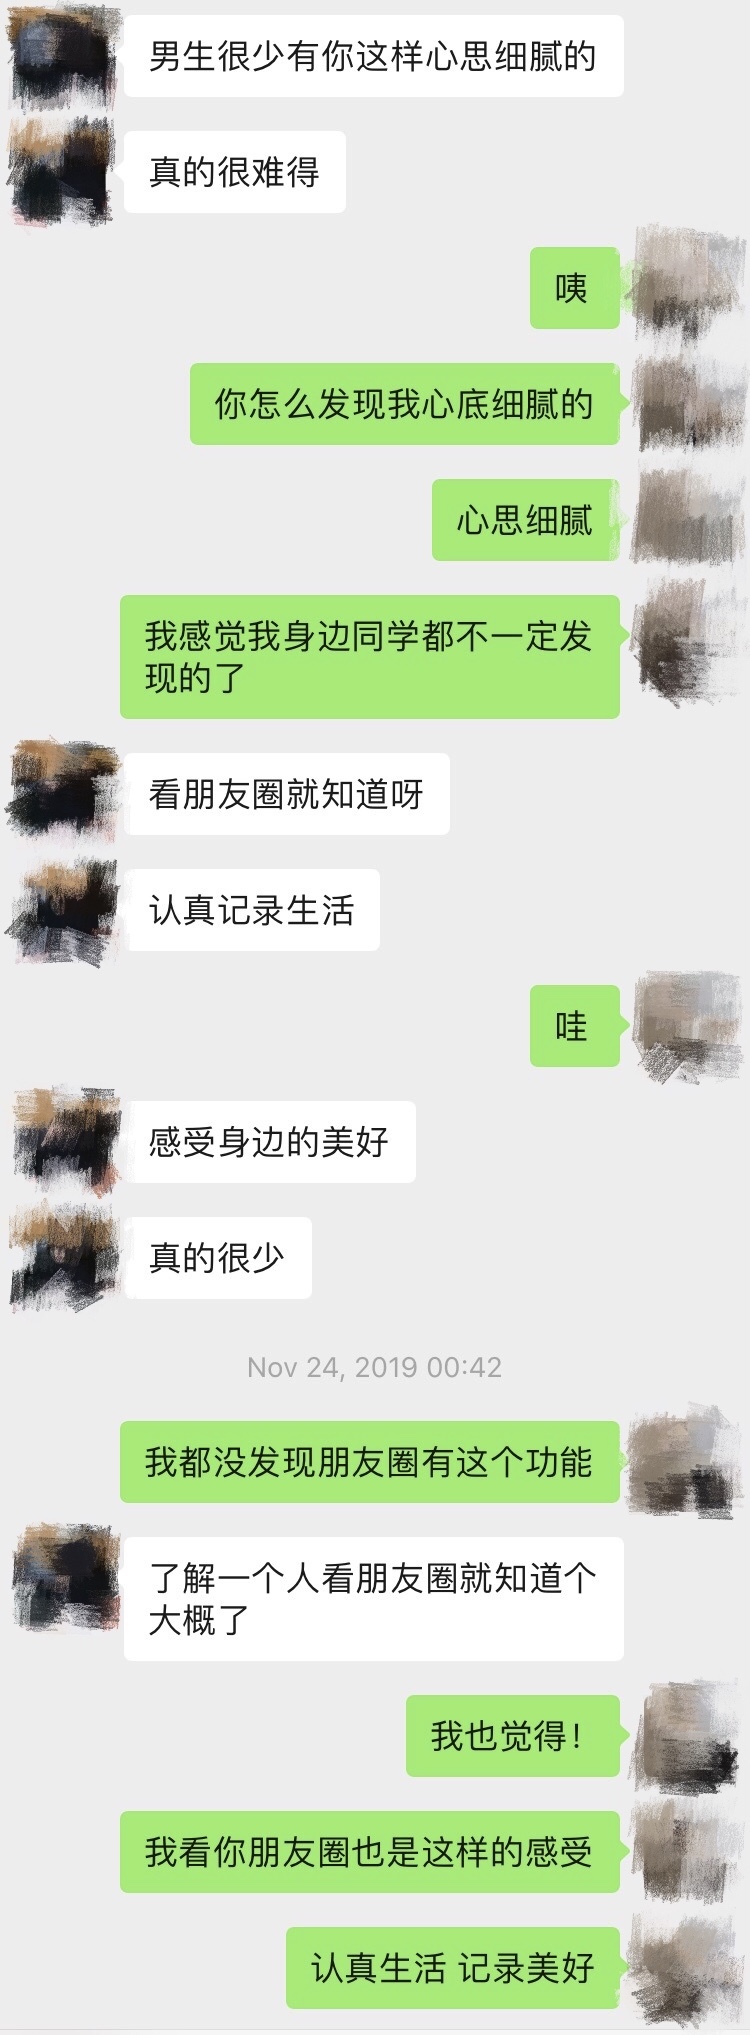 男生很少有你这样心思细腻的
真的很难得
咦
你怎么发现我心底细腻的
心思细腻
我感觉我身边同学都不一定发
现的了
看朋友圈就知道呀
认真记录生活
哇
感受身边的美好
真的很少
Nov 24, 2019 00:42
我都没发现朋友圈有这个功能
了解一个人看朋友圈就知道个
大概了
我也觉得！
我看你朋友圈也是这样的感受
认真生活 记录美好